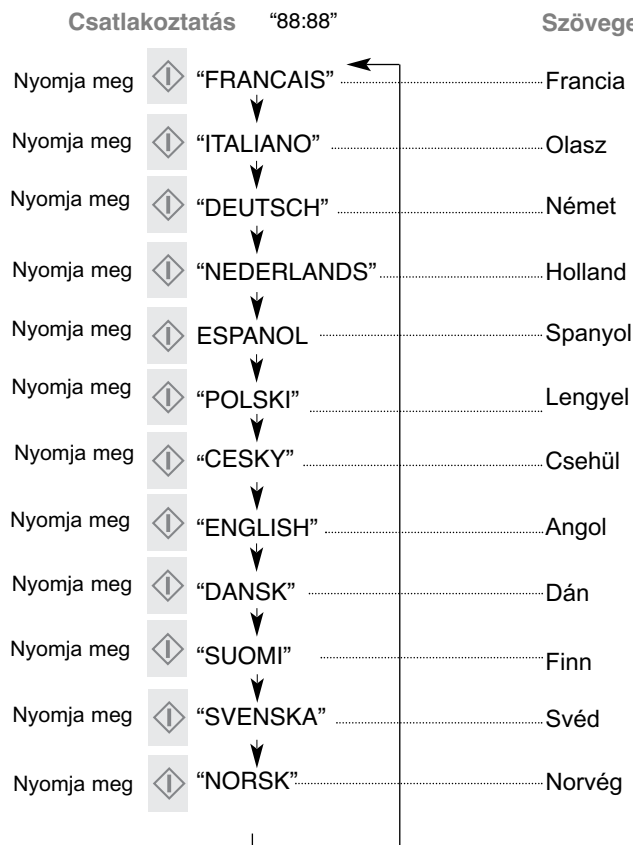 Csatlakoztatás “88:88” Szövege
Nyomja meg “FRANCAIS” Francia
Nyomja meg “ITALIANO” Olasz
Nyomja meg “DEUTSCH” Német
Nyomja meg “NEDERLANDS” Holland
Nyomja meg ESPANOL Spanyol
Nyomja meg “POLSKI” Lengyel
Nyomja meg “CESKY” Csehül
Nyomja meg “ENGLISH” Angol
Nyomja meg “DANSK” Dán
Nyomja meg “SUOMI” Finn
Nyomja meg “SVENSKA” Svéd
Nyomja meg “NORSK” Norvég